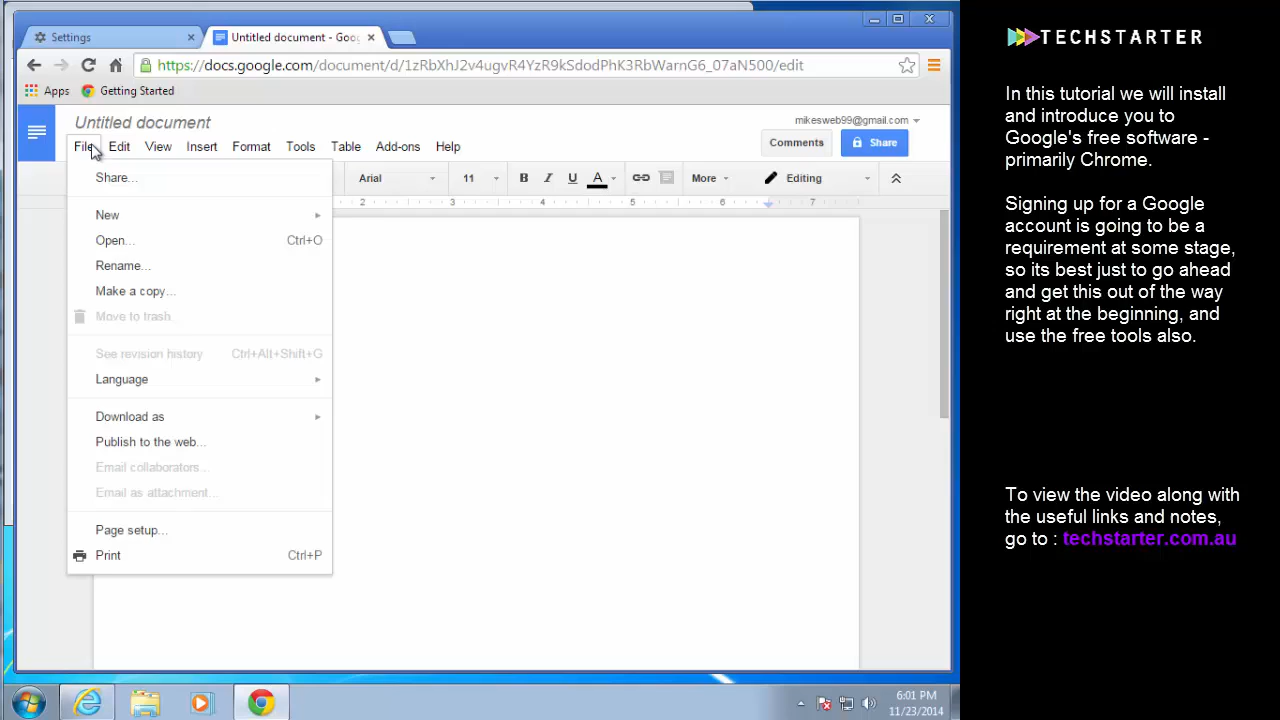 Settings
Untitled document - Goo
https://docs.google.com/document/d/1zRbXhJ2v4ugvR4YzR9kSdodPhK3RbWarnG6_07aN500/edit
Apps Getting Started
Untitled document
mikesweb99@gmail.com
File Edit View Insert Format Tools Table Add-ons Help
Comments Share
Arial 11 B I U A More Editing
2 3 4 5 6 7
Share...
New
Open... Ctrl+O
Rename...
Make a copy...
Move to trash
See revision history Ctrl+Alt+Shift+G
Language
Download as
Publish to the web...
Email collaborators...
Email as attachment...
Page setup...
Print Ctrl+P
6:01 PM
11/23/2014
TECHSTARTER
In this tutorial we will install
and introduce you to
Google's free software -
primarily Chrome.
Signing up for a Google
account is going to be a
requirement at some stage,
so its best just to go ahead
and get this out of the way
right at the beginning, and
use the free tools also.
To view the video along with
the useful links and notes,
go to : techstarter.com.au